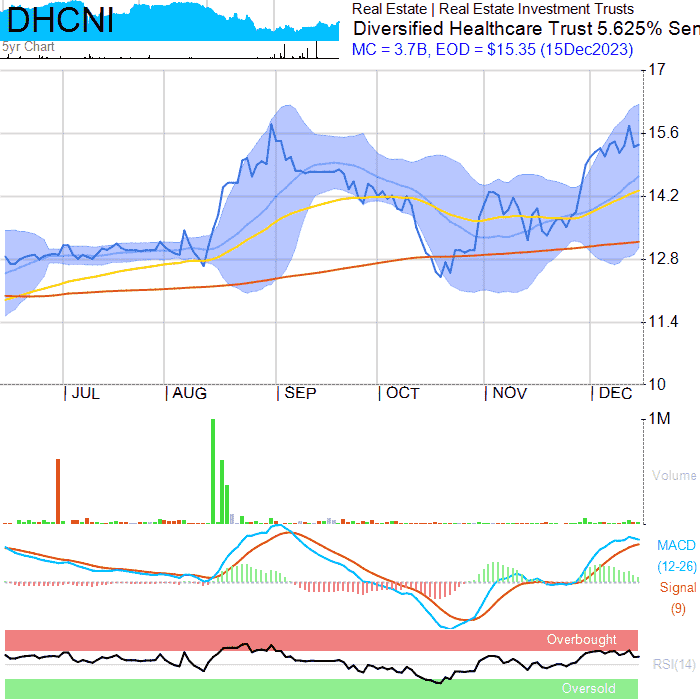 DHCNI
5yr Chart
Real Estate | Real Estate Investment Trusts
Diversified Healthcare Trust 5.625% Sen
MC = 3.7B, EOD = $15.35 (15Dec2023)
17
15.6
14.2
12.8
11.4
10
JUL AUG SEP OCT NOV DEC
1M
Volume
MACD
(12-26)
Signal
(9)
Overbought
RSI(14)
Oversold